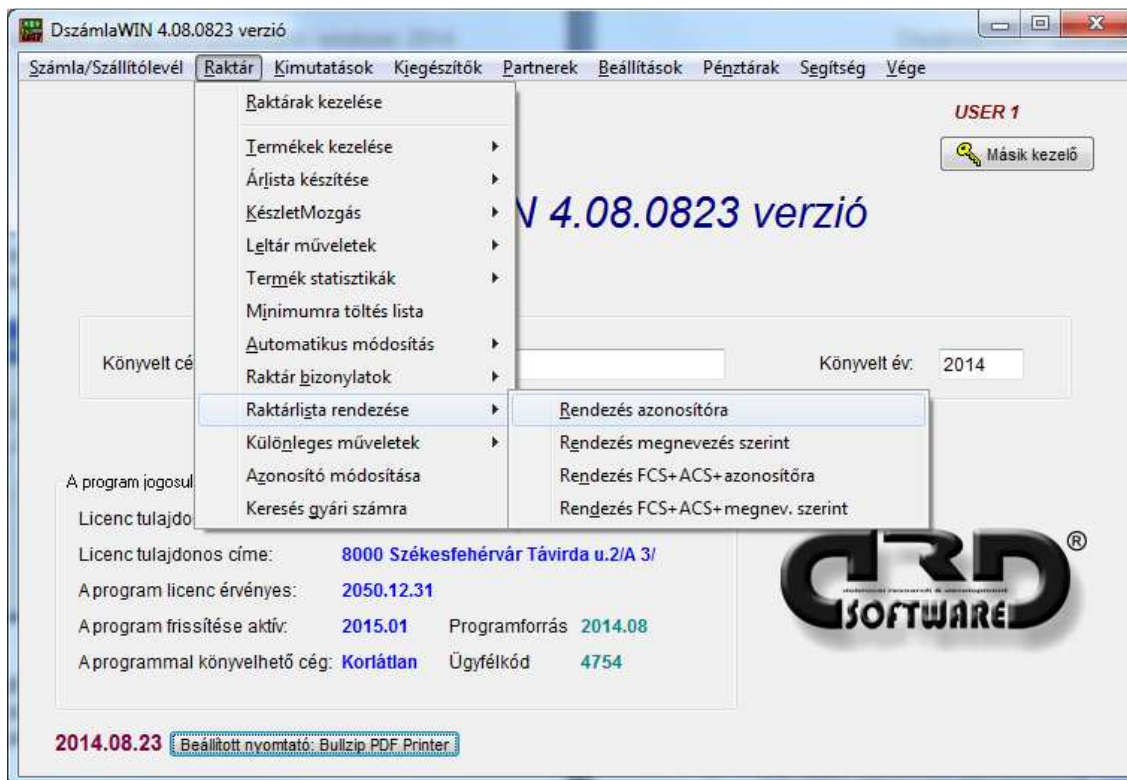 DszámlaWIN 4.08.0823 verzió
Számla/Szállítólevél Raktár Kimutatások Kiegészítők Partnerek Beállítások Pénztárak Segítség Vége
Raktárak kezelése
USER 1
Termékek kezelése
Másik kezelő
Árlista készítése
KészletMozgás
N 4.08.0823 verzió
Leltár műveletek
Termék statisztikák
Minimumra töltés lista
Automatikus módosítás
Könyvelt cé
Könyvelt év: 2014
Raktár bizonylatok
Raktárlista rendezése
Rendezés azonosítóra
Különleges műveletek
Rendezés megnevezés szerint
Azonosító módosítása
Rendezés FCS+ACS+azonosítőra
A program jogosul
Keresés gyári számra
Rendezés FCS+ACS+megnev. szerint
Licenc tulajdo
Licenc tulajdonos címe: 8000 Székesfehérvár Távirda u.2/A 3/
A program licenc érvényes: 2050.12.31
A program frissítése aktív: 2015.01 Programforrás 2014.08
A programmal könyvelhető cég: Korlátlan Ügyfélkód 4754
DRD ®
SOFTWARE
2014.08.23 Beállított nyomtató: Bullzip PDF Printer